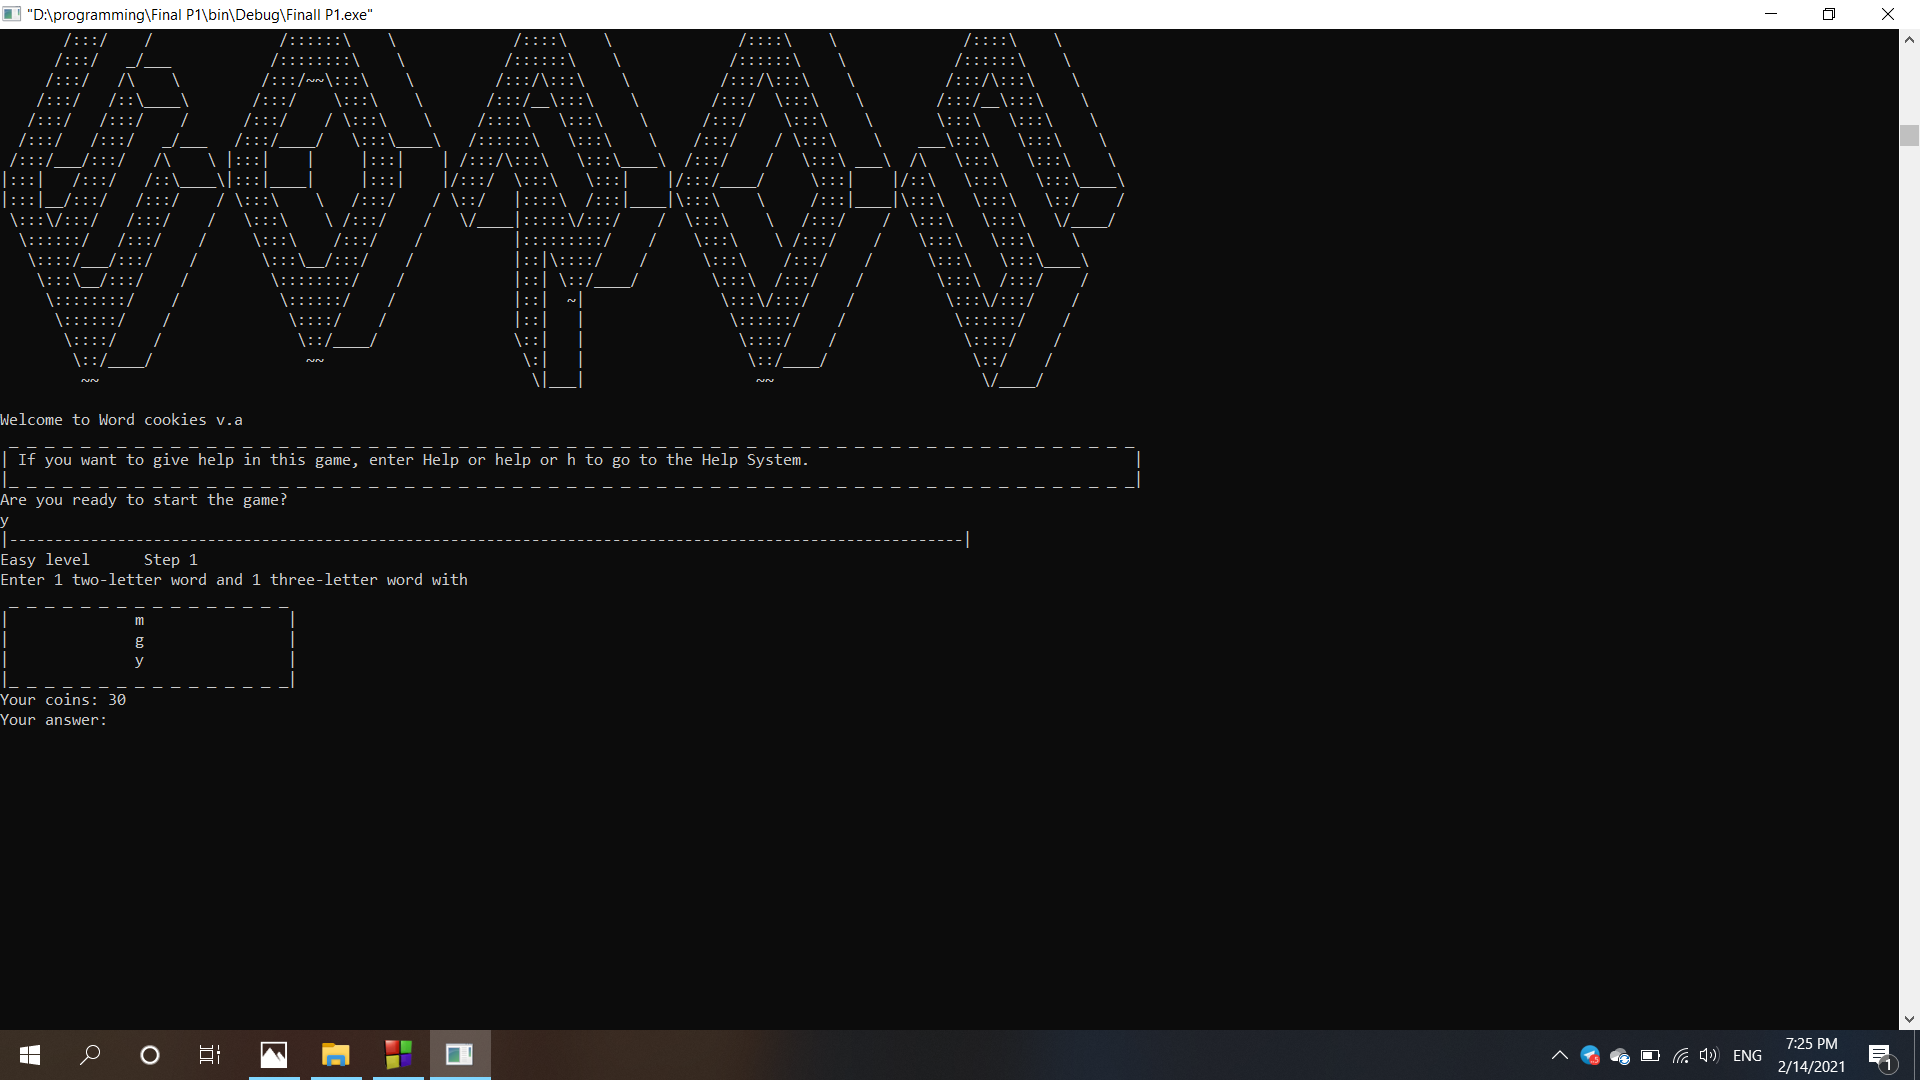 "D:\programming\Final P1\bin\Debug\Finall P1.exe"
Welcome to Word cookies v.a
If you want to give help in this game, enter Help or help or h to go to the Help System.
Are you ready to start the game?
y
Easy level Step 1
Enter 1 two-letter word and 1 three-letter word with
m
g
y
Your coins: 30
Your answer:
ENG
7:25 PM
2/14/2021
1